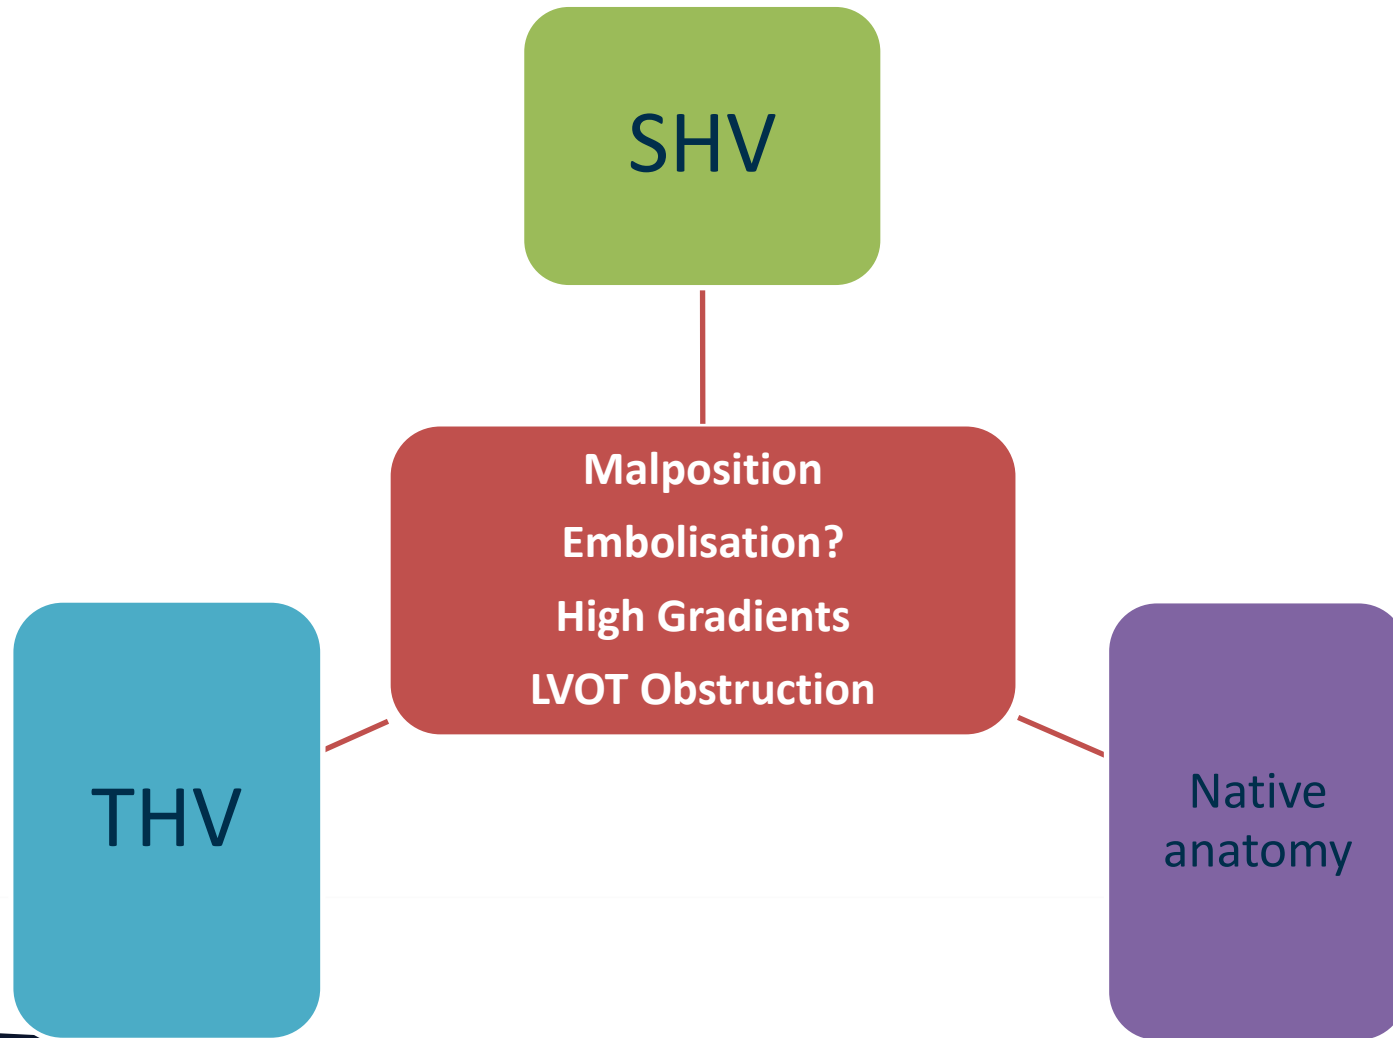 SHV
Malposition
Embolisation?
High Gradients
LVOT Obstruction
THV
Native
anatomy